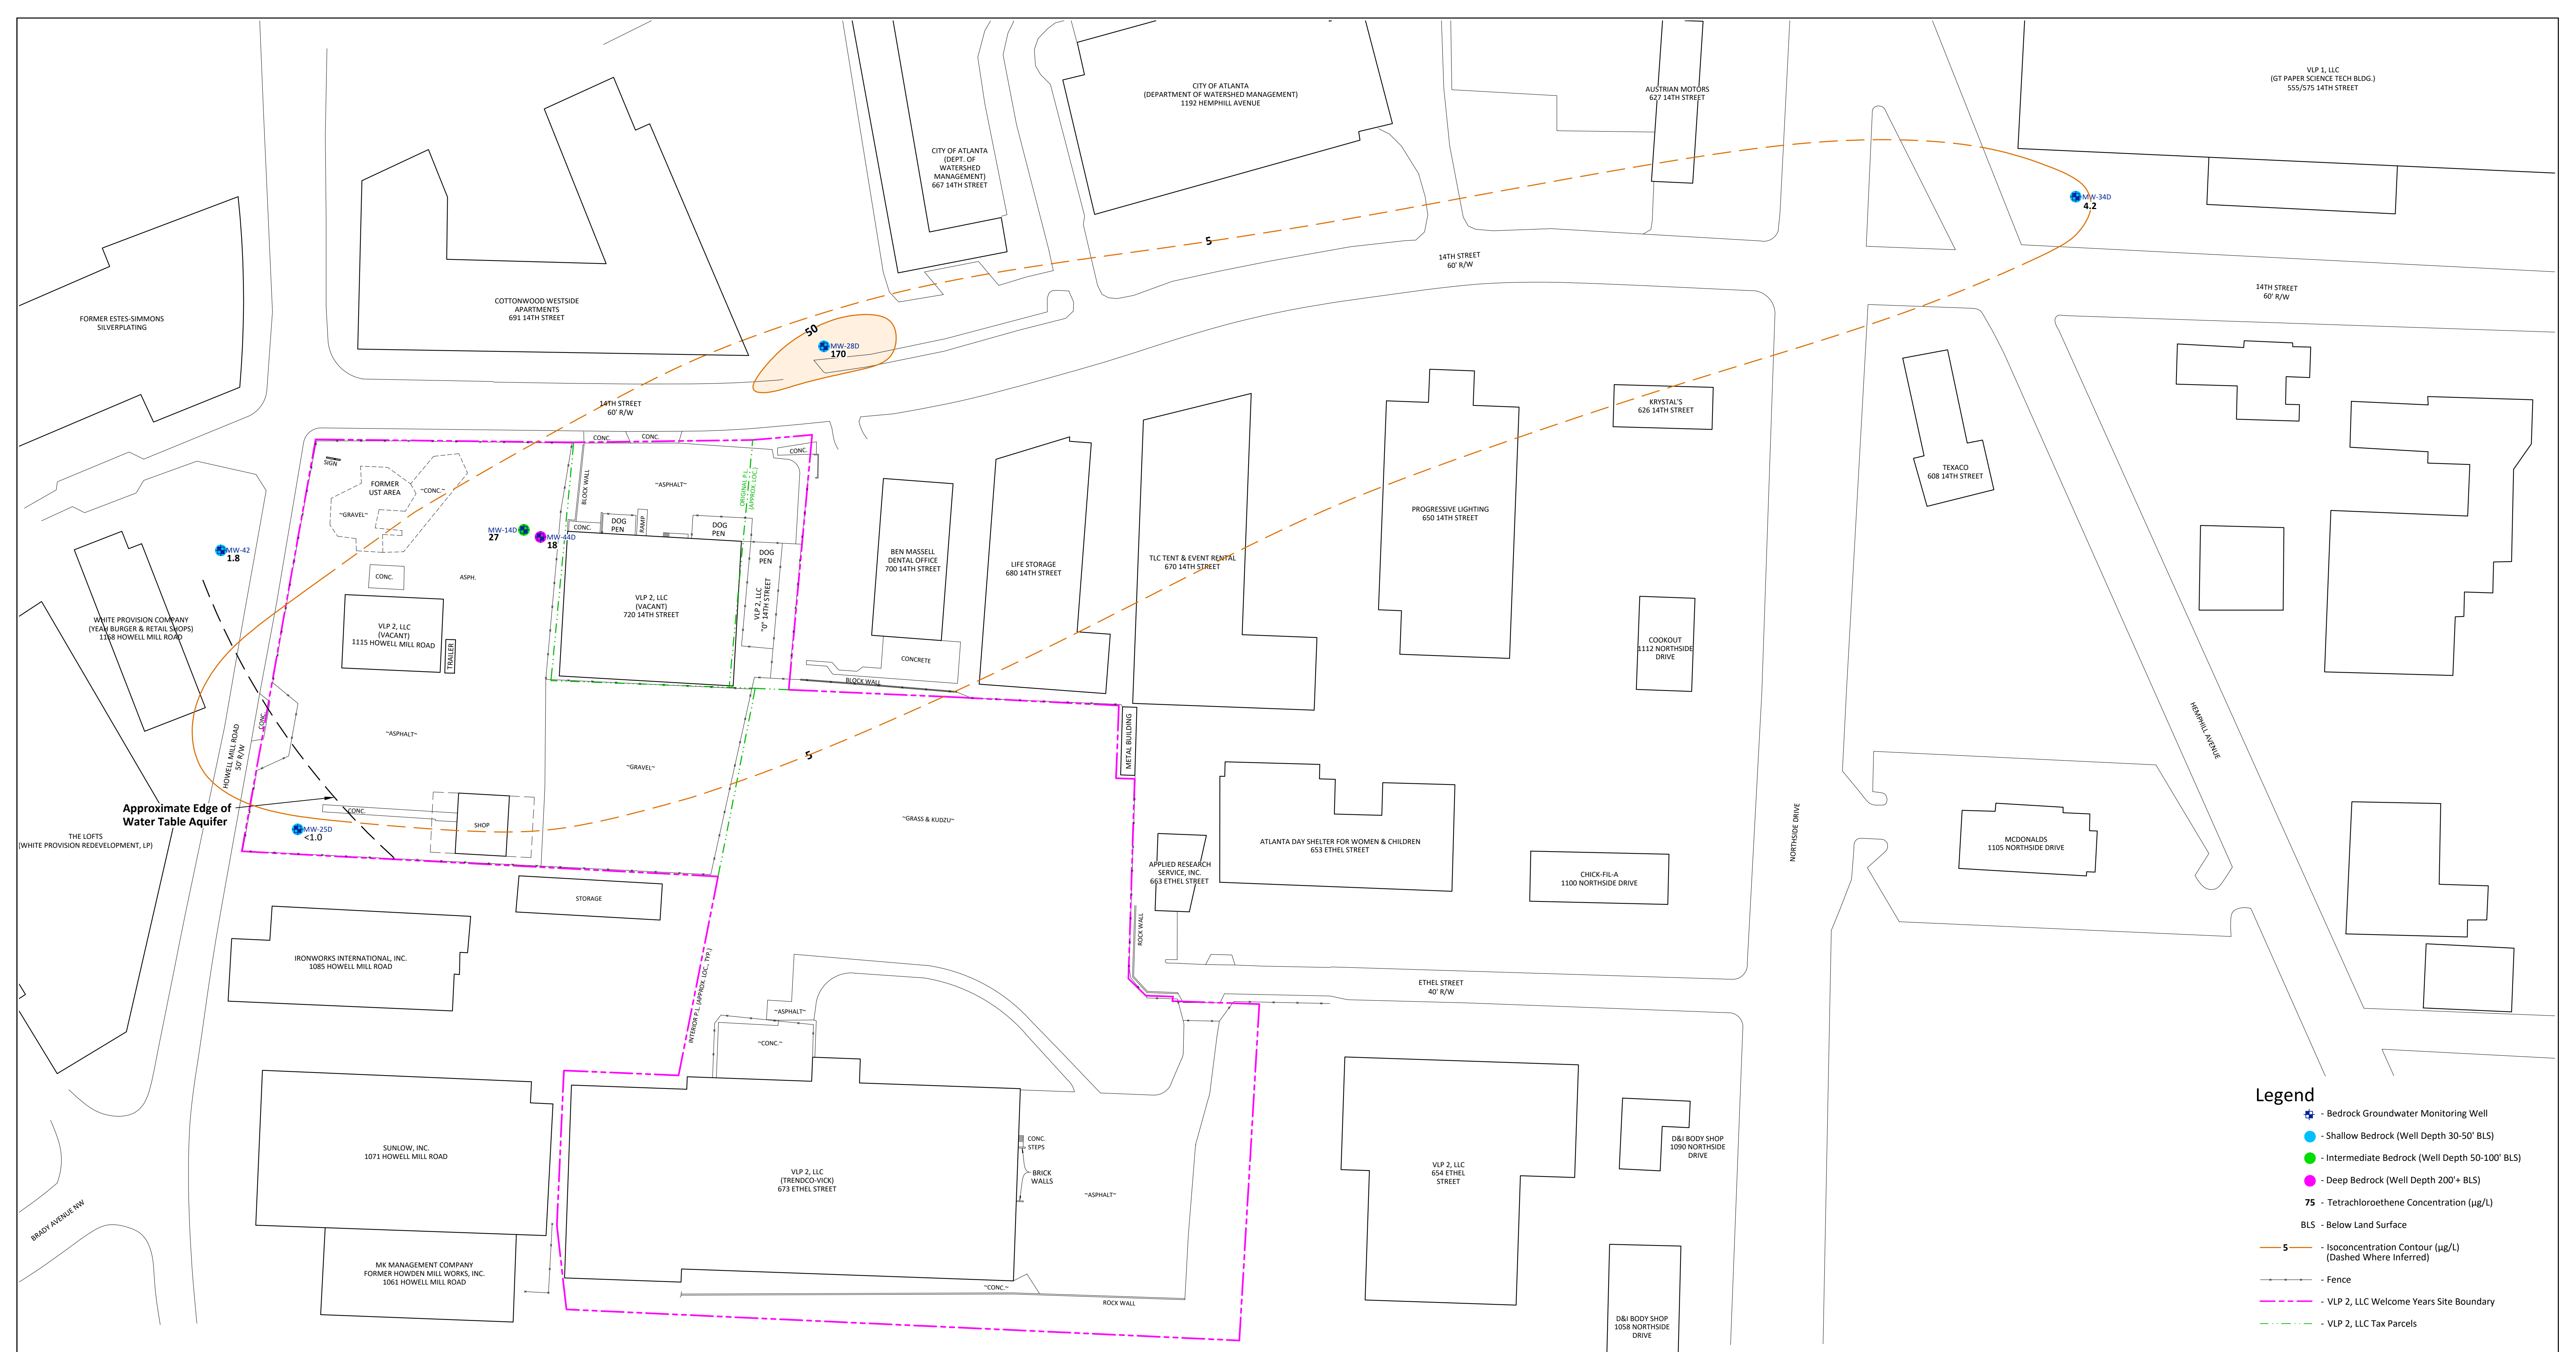 VLP 1, LLC
(GT PAPER SCIENCE TECH BLDG.)
555/575 14TH STREET
CITY OF ATLANTA
(DEPARTMENT OF WATERSHED MANAGEMENT)
1192 HEMPHILL AVENUE
AUSTRIAN MOTORS
627 14TH STREET
CITY OF ATLANTA
(DEPT. OF
WATERSHED
MANAGEMENT)
667 14TH STREET
MW-34D
4.2
5
14TH STREET
60' R/W
14TH STREET
60' R/W
COTTONWOOD WESTSIDE
APARTMENTS
691 14TH STREET
FORMER ESTES-SIMMONS
SILVERPLATING
50
MW-28D
170
14TH STREET
60' R/W
KRYSTAL'S
626 14TH STREET
CONC.
CONC.
CONC.
SIGN
FORMER
UST AREA
~CONC.~
~GRAVEL~
BLOCK WALL
~ASPHALT~
ORIGINAL P.L.
(APPROX. LOC.)
TEXACO
608 14TH STREET
PROGRESSIVE LIGHTING
650 14TH STREET
MW-14D
27
MW-44D
18
CONC.
DOG
PEN
RAMP
DOG
PEN
DOG
PEN
MW-42
1.8
BEN MASSELL
DENTAL OFFICE
700 14TH STREET
LIFE STORAGE
680 14TH STREET
TLC TENT & EVENT RENTAL
670 14TH STREET
CONC.
ASPH.
VLP 2, LLC
(VACANT)
720 14TH STREET
VLP 2, LLC
"0" 14TH STREET
WHITE PROVISION COMPANY
(YEAH BURGER & RETAIL SHOPS)
1168 HOWELL MILL ROAD
VLP 2, LLC
(VACANT)
1115 HOWELL MILL ROAD
TRAILER
CONCRETE
BLOCK WALL
COOKOUT
1112 NORTHSIDE
DRIVE
CONC.
HOWELL MILL ROAD
50' R/W
~ASPHALT~
~GRAVEL~
5
METAL BUILDING
HEMPHILL AVENUE
Approximate Edge of
Water Table Aquifer
CONC.
SHOP
MW-25D
<1.0
~GRASS & KUDZU~
THE LOFTS
(WHITE PROVISION REDEVELOPMENT, LP)
APPLIED RESEARCH
SERVICE, INC.
663 ETHEL STREET
ATLANTA DAY SHELTER FOR WOMEN & CHILDREN
653 ETHEL STREET
NORTHSIDE DRIVE
MCDONALDS
1105 NORTHSIDE DRIVE
CHICK-FIL-A
1100 NORTHSIDE DRIVE
STORAGE
ROCK WALL
IRONWORKS INTERNATIONAL, INC.
1085 HOWELL MILL ROAD
INTERIOR P.L. (APPROX. LOC., TYP.)
ETHEL STREET
40' R/W
~ASPHALT~
~CONC.~
SUNLOW, INC.
1071 HOWELL MILL ROAD
VLP 2, LLC
(TRENDCO-VICK)
673 ETHEL STREET
CONC.
STEPS
BRICK
WALLS
~ASPHALT~
VLP 2, LLC
654 ETHEL
STREET
D&I BODY SHOP
1090 NORTHSIDE
DRIVE
BRADY AVENUE NW
MK MANAGEMENT COMPANY
FORMER HOWDEN MILL WORKS, INC.
1061 HOWELL MILL ROAD
~CONC.~
ROCK WALL
D&I BODY SHOP
1058 NORTHSIDE
DRIVE
Legend
- Bedrock Groundwater Monitoring Well
- Shallow Bedrock (Well Depth 30-50' BLS)
- Intermediate Bedrock (Well Depth 50-100' BLS)
- Deep Bedrock (Well Depth 200'+ BLS)
75 - Tetrachloroethene Concentration (µg/L)
BLS - Below Land Surface
5 - Isoconcentration Contour (µg/L)
(Dashed Where Inferred)
- Fence
- VLP 2, LLC Welcome Years Site Boundary
- VLP 2, LLC Tax Parcels